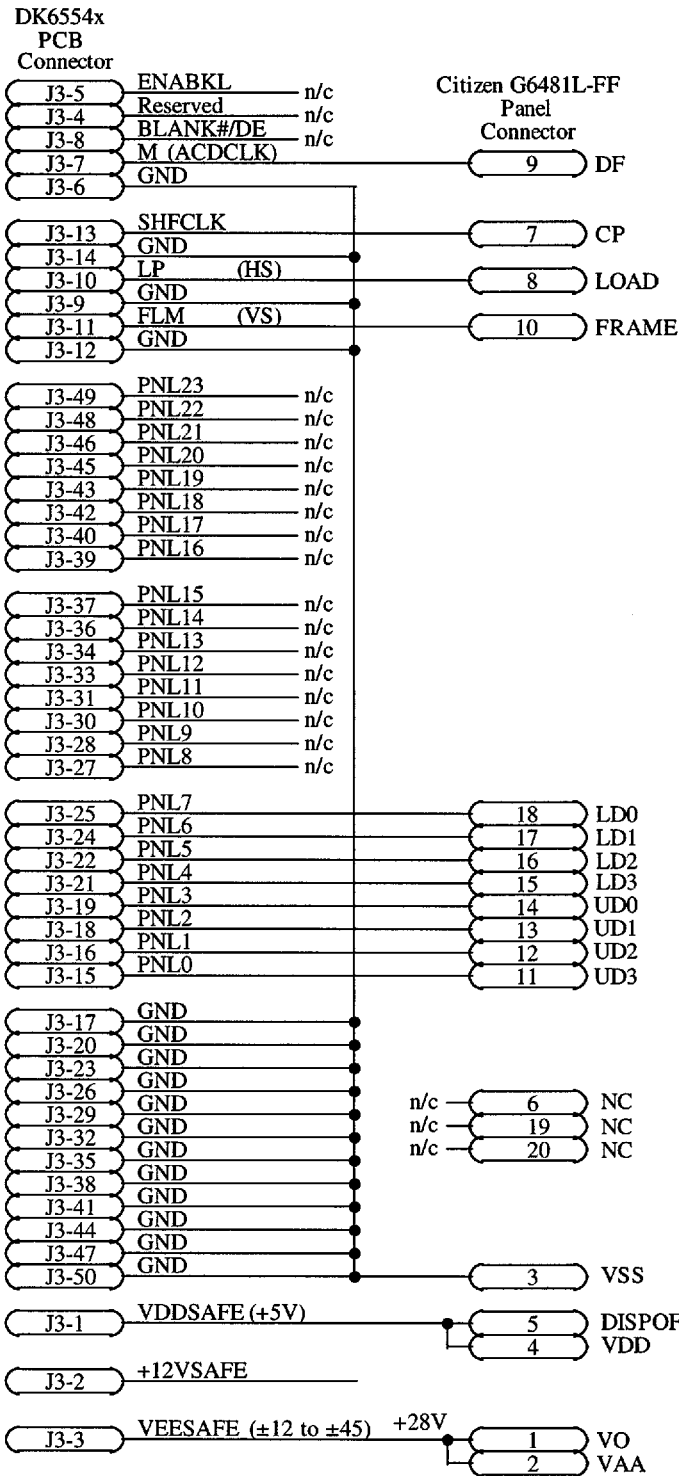 DK6554x
PCB
Connector
Citizen G6481L-FF
Panel
Connector
J3-5 ENABKL n/c
J3-4 Reserved n/c
J3-8 BLANK#/DE n/c
J3-7 M (ACDCLK) 9 DF
J3-6 GND
J3-13 SHFCLK 7 CP
J3-14 GND
J3-10 LP (HS) 8 LOAD
J3-9 GND
J3-11 FLM (VS) 10 FRAME
J3-12 GND
J3-49 PNL23 n/c
J3-48 PNL22 n/c
J3-46 PNL21 n/c
J3-45 PNL20 n/c
J3-43 PNL19 n/c
J3-42 PNL18 n/c
J3-40 PNL17 n/c
J3-39 PNL16 n/c
J3-37 PNL15 n/c
J3-36 PNL14 n/c
J3-34 PNL13 n/c
J3-33 PNL12 n/c
J3-31 PNL11 n/c
J3-30 PNL10 n/c
J3-28 PNL9 n/c
J3-27 PNL8 n/c
J3-25 PNL7 18 LD0
J3-24 PNL6 17 LD1
J3-22 PNL5 16 LD2
J3-21 PNL4 15 LD3
J3-19 PNL3 14 UD0
J3-18 PNL2 13 UD1
J3-16 PNL1 12 UD2
J3-15 PNL0 11 UD3
J3-17 GND
J3-20 GND
J3-23 GND
J3-26 GND
J3-29 GND n/c 6 NC
J3-32 GND n/c 19 NC
J3-35 GND n/c 20 NC
J3-38 GND
J3-41 GND
J3-44 GND
J3-47 GND
J3-50 GND 3 VSS
J3-1 VDDSAFE (+5V) 5 DISPOF
4 VDD
J3-2 +12VSAFE
J3-3 VEESAFE (±12 to ±45) +28V 1 VO
2 VAA